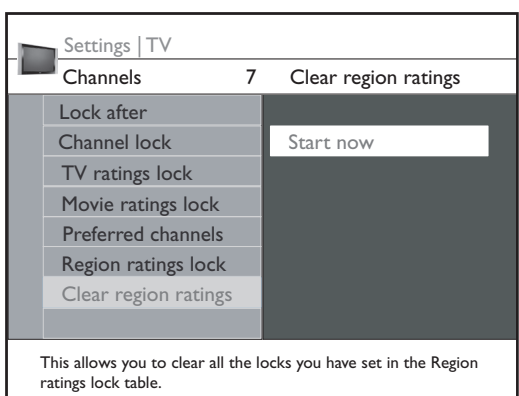 Settings | TV
Channels 7 Clear region ratings
Lock after
Channel lock
Start now
TV ratings lock
Movie ratings lock
Preferred channels
Region ratings lock
Clear region ratings
This allows you to clear all the locks you have set in the Region
ratings lock table.